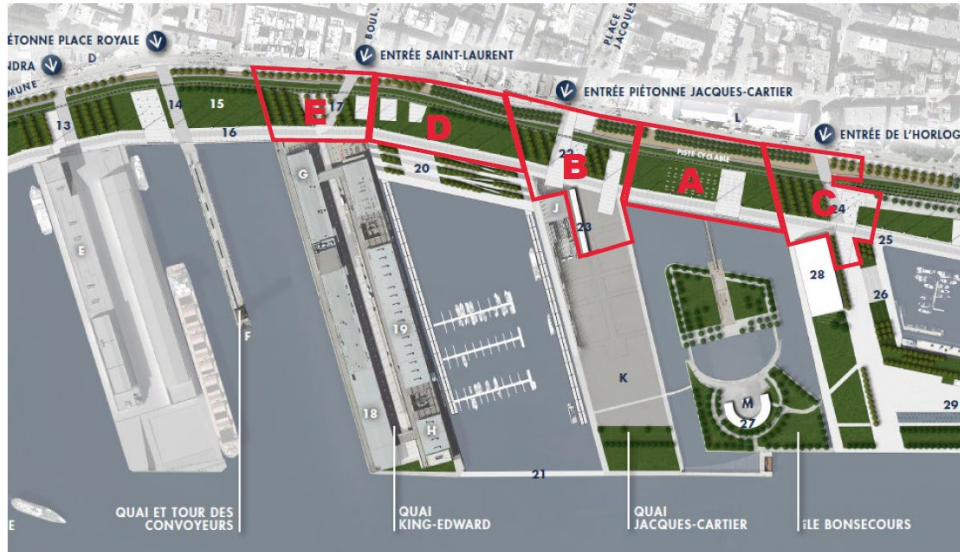 BOUL.
PLACE
JACQUES
ÉTONNE PLACE ROYALE
D
NDRA
MUNE
ENTRÉE SAINT-LAURENT
ENTRÉE PIÉTONNE JACQUES-CARTIER
L
ENTRÉE DE L'HORLOG
13
14
15
16
E
17
D
20
22
B
PISTE CYCLABLE
A
C
24
25
G
J
23
28
26
E
F
19
18
H
K
M
27
29
21
E
QUAI ET TOUR DES
CONVOYEURS
QUAI
KING-EDWARD
QUAI
JACQUES-CARTIER
ÎLE BONSECOURS